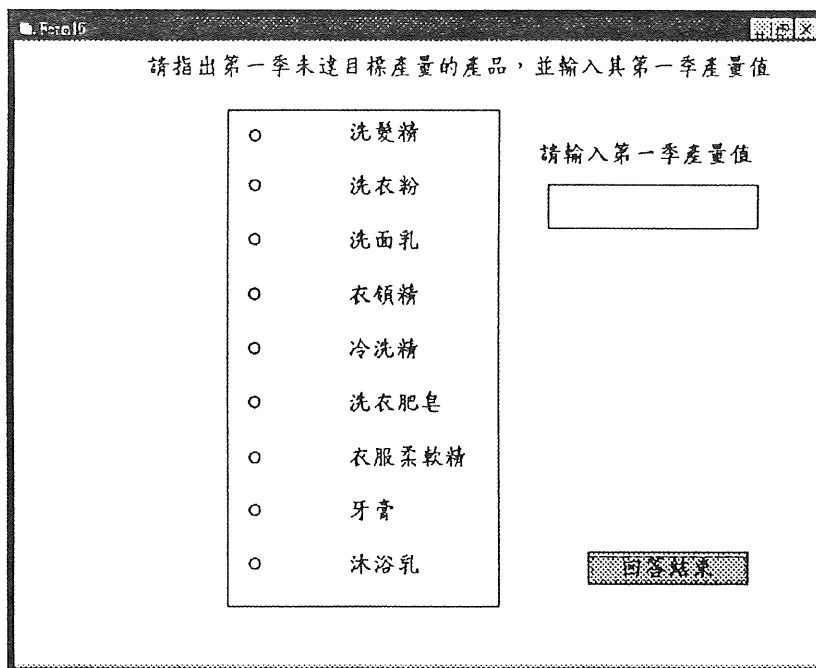 Form16
請指出第一季未達目標產量的產品，並輸入其第一季產量值
洗髮精
請輸入第一季產量值
洗衣粉
洗面乳
衣領精
冷洗精
洗衣肥皂
衣服柔軟精
牙膏
沐浴乳
回答結束